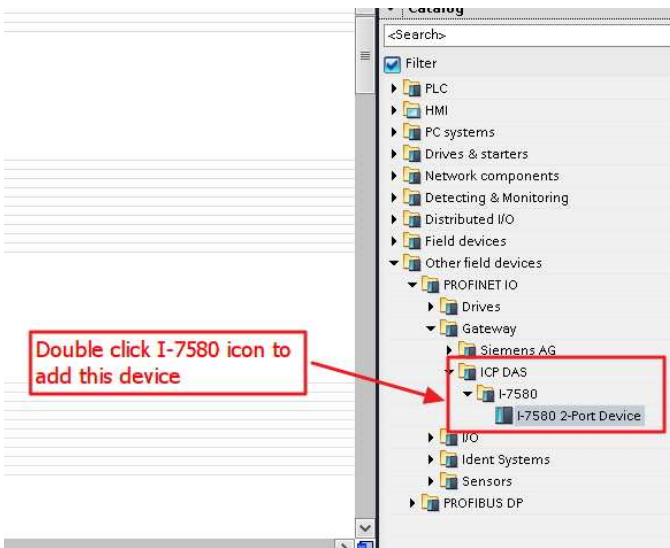 Catalog
<Search>
Filter
PLC
HMI
PC systems
Drives & starters
Network components
Detecting & Monitoring
Distributed I/O
Field devices
Other field devices
PROFINET IO
Drives
Gateway
Siemens AG
ICP DAS
I-7580
I-7580 2-Port Device
I/O
Ident Systems
Sensors
PROFIBUS DP
Double click I-7580 icon to
add this device